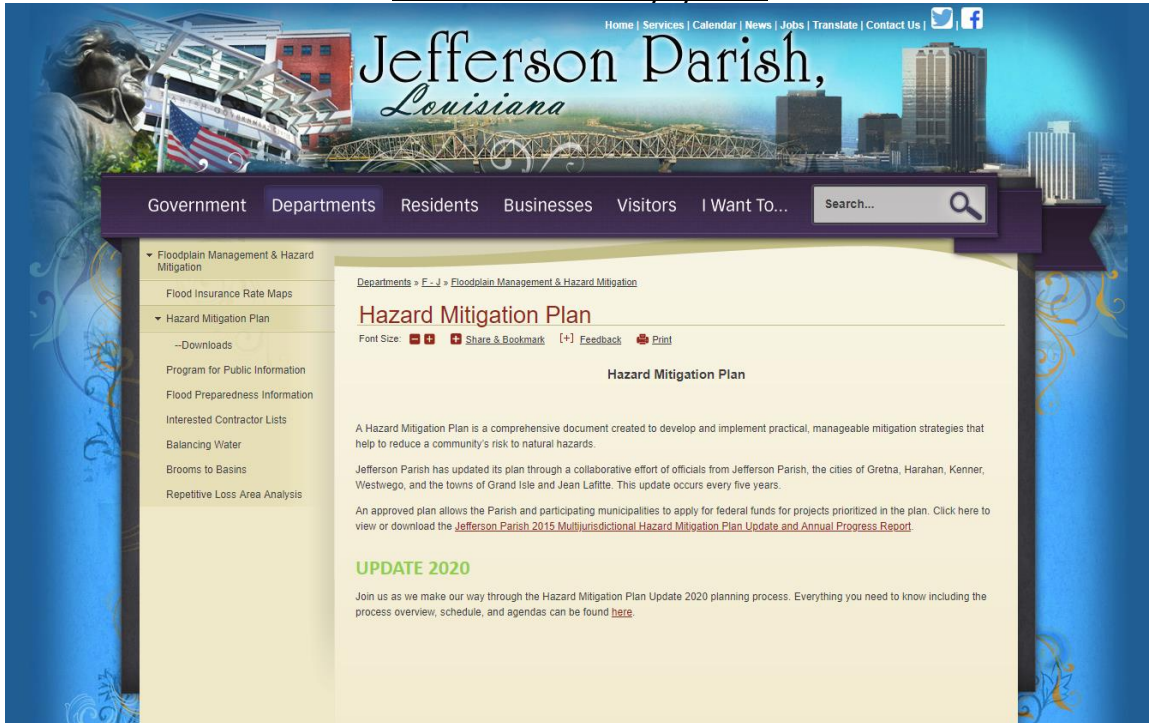 Home | Services | Calendar | News | Jobs | Translate | Contact Us |
Jefferson Parish,
Louisiana
Government Departments Residents Businesses Visitors I Want To... Search...
Floodplain Management & Hazard
Mitigation
Flood Insurance Rate Maps
Hazard Mitigation Plan
--Downloads
Program for Public Information
Flood Preparedness Information
Interested Contractor Lists
Balancing Water
Brooms to Basins
Repetitive Loss Area Analysis
Departments » F - J » Floodplain Management & Hazard Mitigation
Hazard Mitigation Plan
Font Size: Share & Bookmark [+] Feedback Print
Hazard Mitigation Plan
A Hazard Mitigation Plan is a comprehensive document created to develop and implement practical, manageable mitigation strategies that
help to reduce a community's risk to natural hazards.
Jefferson Parish has updated its plan through a collaborative effort of officials from Jefferson Parish, the cities of Gretna, Harahan, Kenner,
Westwego, and the towns of Grand Isle and Jean Lafitte. This update occurs every five years.
An approved plan allows the Parish and participating municipalities to apply for federal funds for projects prioritized in the plan. Click here to
view or download the Jefferson Parish 2015 Multijurisdictional Hazard Mitigation Plan Update and Annual Progress Report.
UPDATE 2020
Join us as we make our way through the Hazard Mitigation Plan Update 2020 planning process. Everything you need to know including the
process overview, schedule, and agendas can be found here.